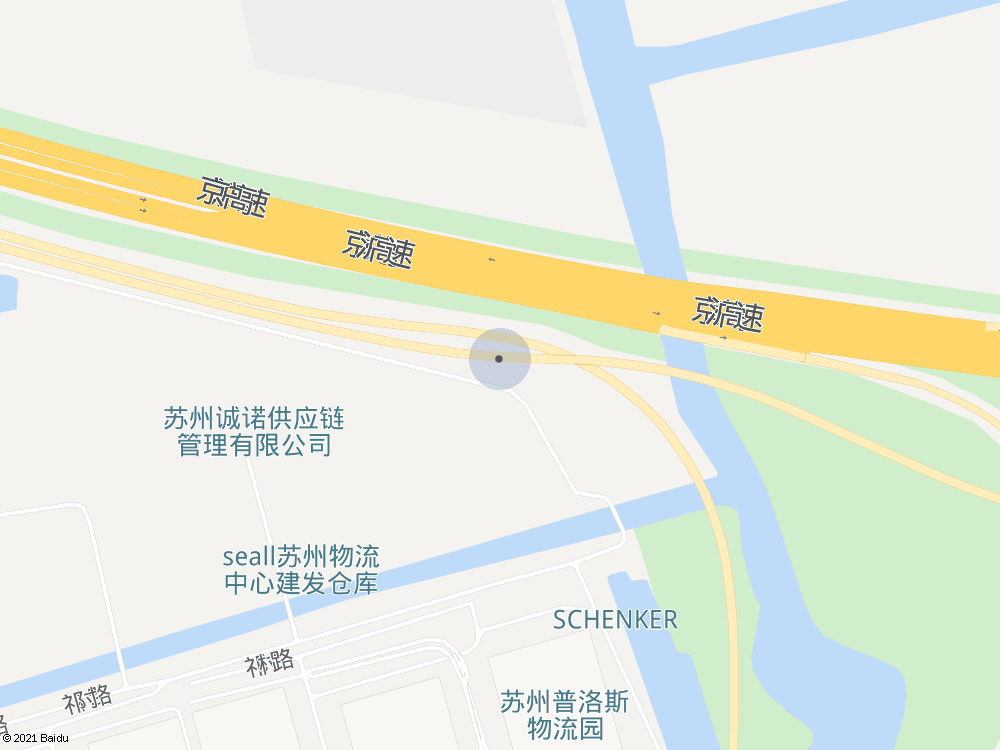 京沪高速
京沪高速
京沪高速
苏州诚诺供应链
管理有限公司
seall苏州物流
中心建发仓库
SCHENKER
路
苏州普洛斯
物流园
路
路
© 2021 Baidu